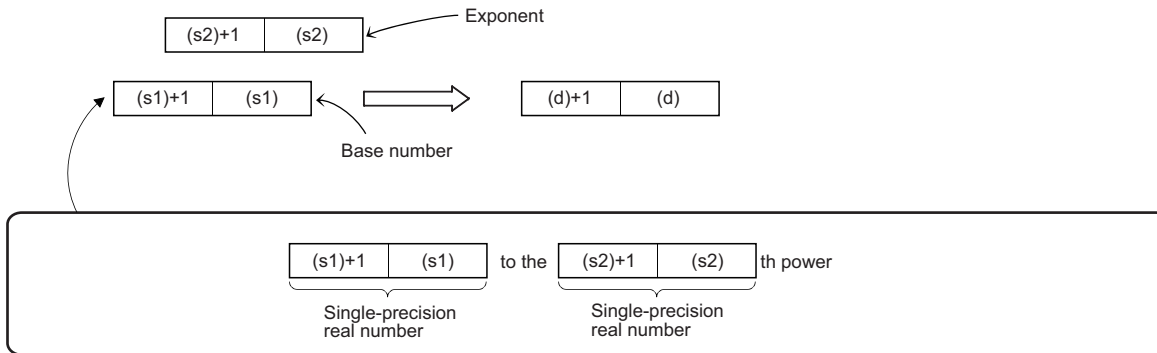 Exponent
(s2)+1 (s2)
(s1)+1 (s1) (d)+1 (d)
Base number
(s1)+1 (s1) to the (s2)+1 (s2) th power
Single-precision Single-precision
real number real number